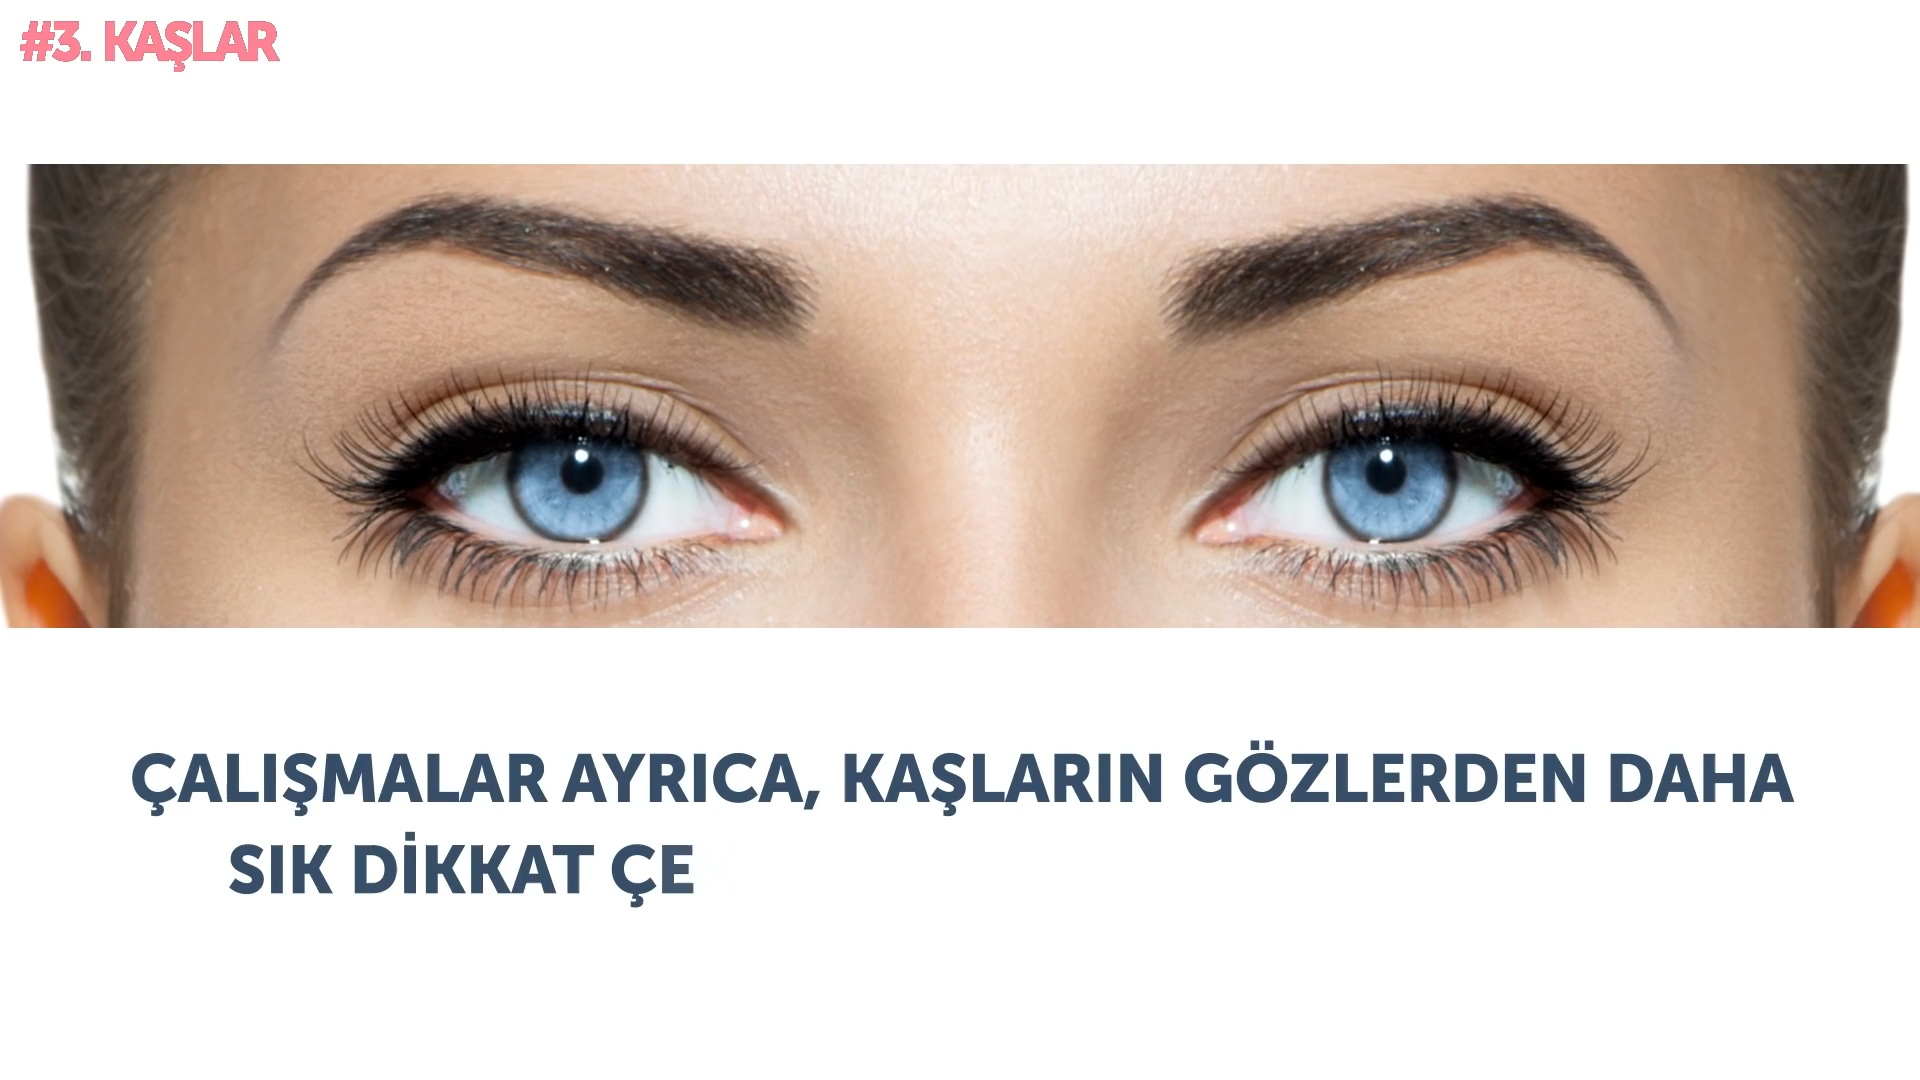 #3. KAŞLAR
ÇALIŞMALAR AYRICA, KAŞLARIN GÖZLERDEN DAHA
SIK DİKKAT ÇE